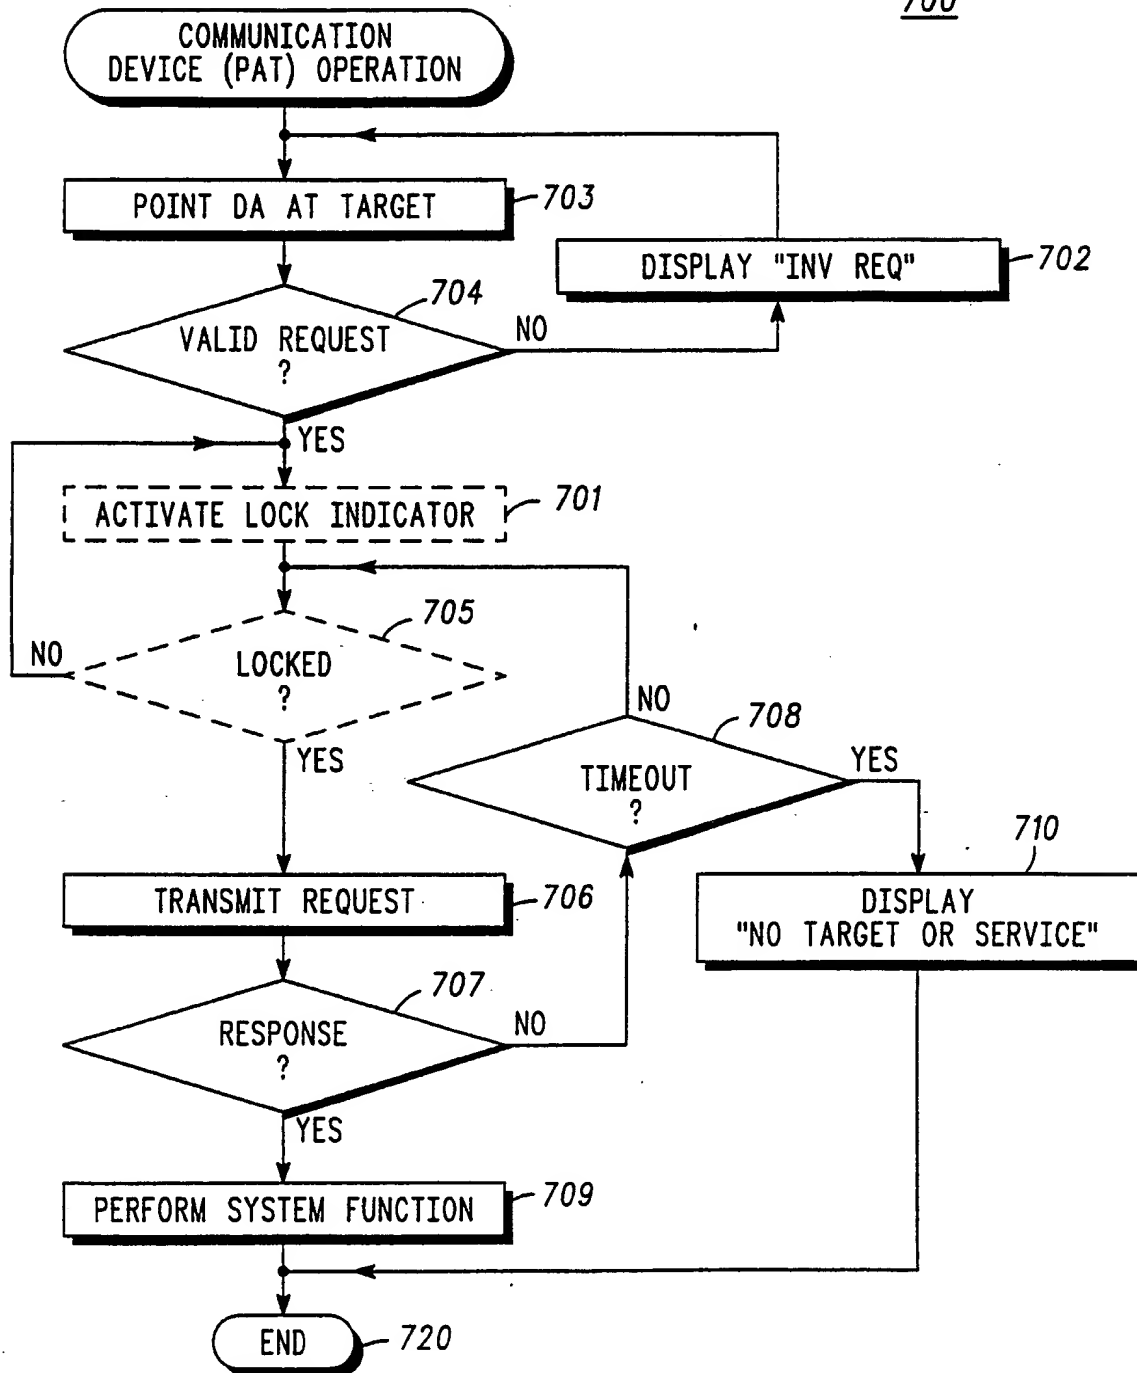 700
COMMUNICATION
DEVICE (PAT) OPERATION
POINT DA AT TARGET
703
DISPLAY "INV REQ"
702
704
VALID REQUEST
?
NO
YES
ACTIVATE LOCK INDICATOR
701
705
LOCKED
?
NO
YES
708
TIMEOUT
?
NO
YES
710
DISPLAY
"NO TARGET OR SERVICE"
TRANSMIT REQUEST
706
707
RESPONSE
?
NO
YES
PERFORM SYSTEM FUNCTION
709
END
720